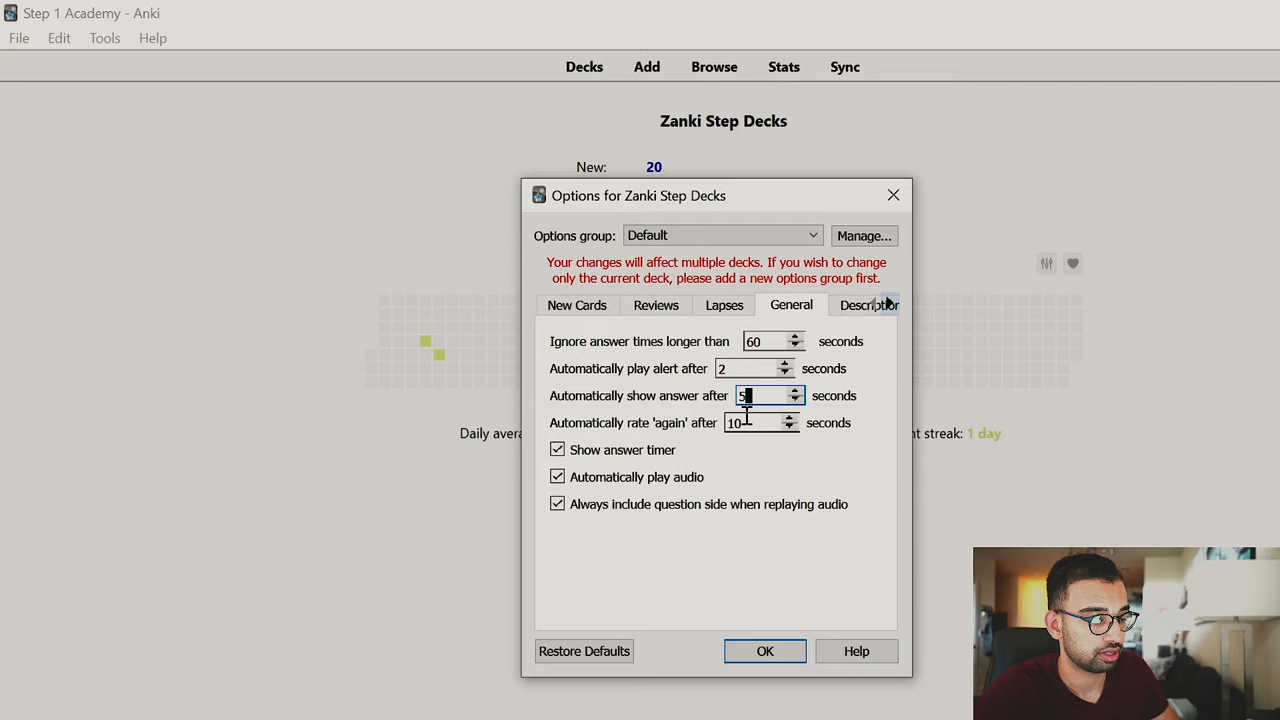 Step 1 Academy - Anki
File Edit Tools Help
Decks Add Browse Stats Sync
Zanki Step Decks
New: 20
Options for Zanki Step Decks
Options group: Default Manage...
Your changes will affect multiple decks. If you wish to change
only the current deck, please add a new options group first.
New Cards Reviews Lapses General Description
Ignore answer times longer than 60 seconds
Automatically play alert after 2 seconds
Automatically show answer after 5 seconds
Automatically rate 'again' after 10 seconds
Daily avera
nt streak: 1 day
Show answer timer
Automatically play audio
Always include question side when replaying audio
Restore Defaults OK Help